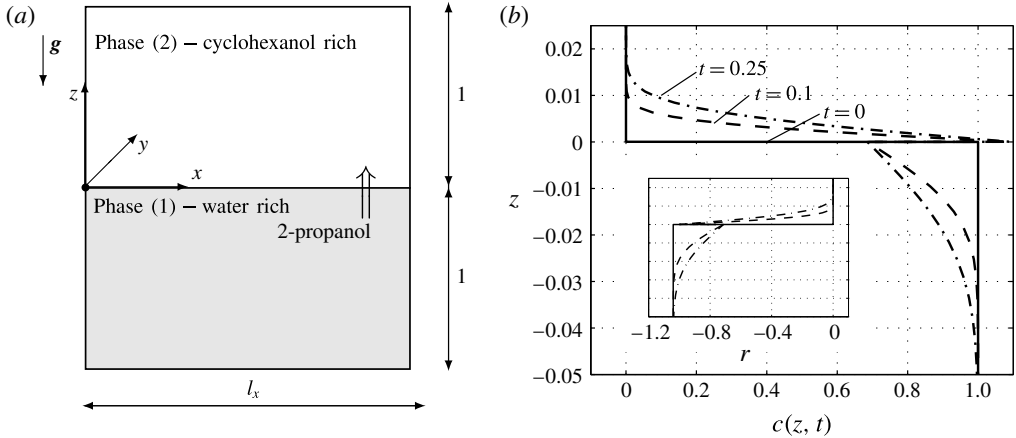 (a)
g
Phase (2) – cyclohexanol rich
z
y
x
1
Phase (1) – water rich
2-propanol
1
l_x
(b)
0.02
0.01
0
−0.01
−0.02
−0.03
−0.04
−0.05
z
t = 0.25
t = 0.1
t = 0
−1.2 −0.8 −0.4 0
r
0 0.2 0.4 0.6 0.8 1.0
c(z, t)